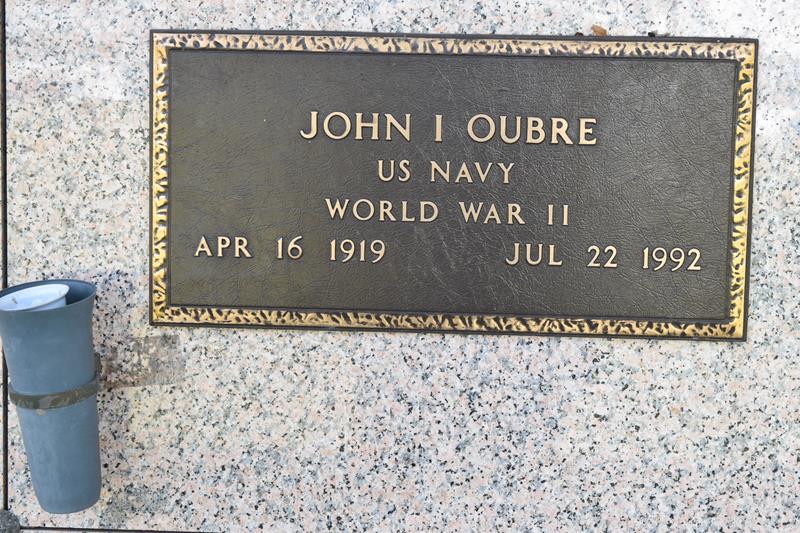 JOHN I OUBRE
US NAVY
WORLD WAR II
APR 16 1919 JUL 22 1992